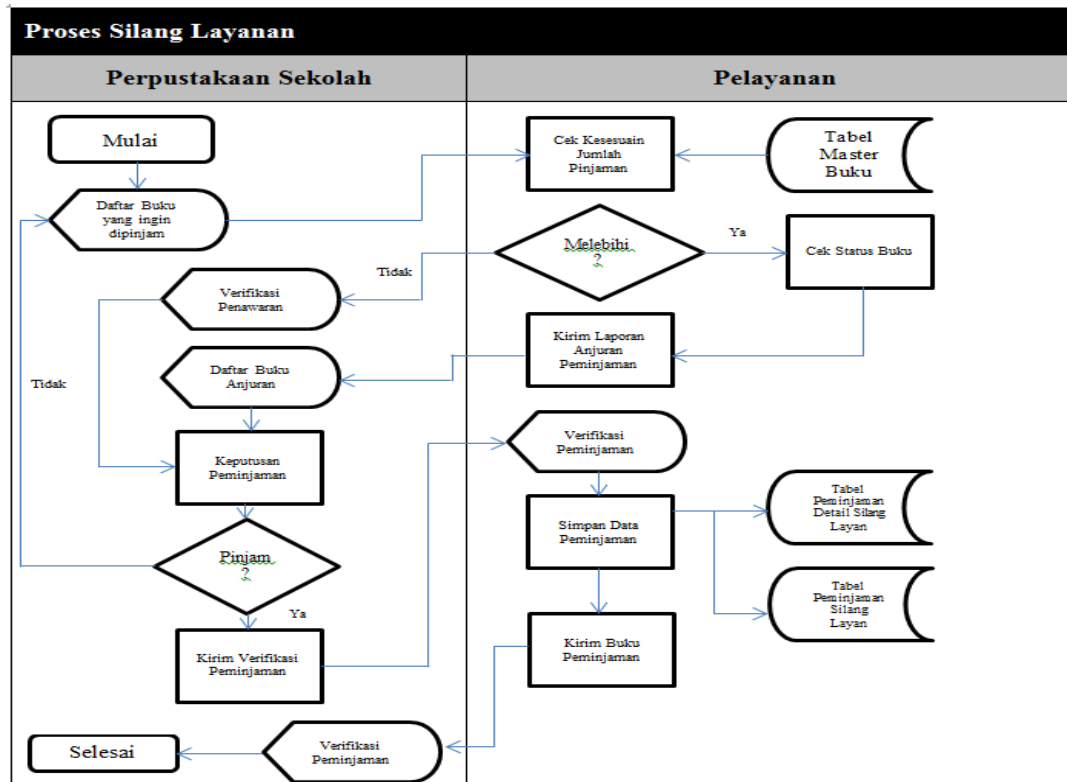 Proses Silang Layanan
Perpustakaan Sekolah
Pelayanan
Mulai
Daftar Buku
yang ingin
dipinjam
Cek Kesesuain
Jumlah
Pinjaman
Tabel
Master
Buku
Melebihi
?
Ya
Cek Status Buku
Tidak
Verifikasi
Penawaran
Kirim Laporan
Anjuran
Peminjaman
Daftar Buku
Anjuran
Tidak
Keputusan
Peminjaman
Verifikasi
Peminjaman
Pinjam
?
Ya
Simpan Data
Peminjaman
Tabel
Peminjaman
Detail Silang
Layan
Tabel
Peminjaman
Silang
Layan
Kirim Verifikasi
Peminjaman
Kirim Buku
Peminjaman
Verifikasi
Peminjaman
Selesai